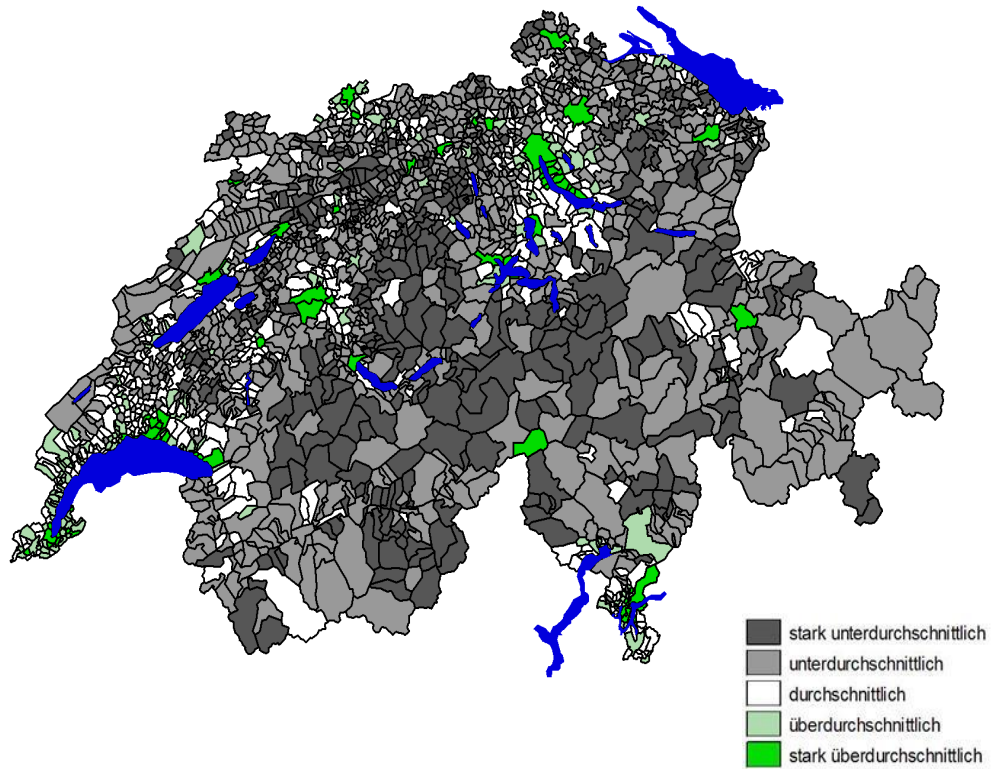 stark unterdurchschnittlich
unterdurchschnittlich
durchschnittlich
überdurchschnittlich
stark überdurchschnittlich